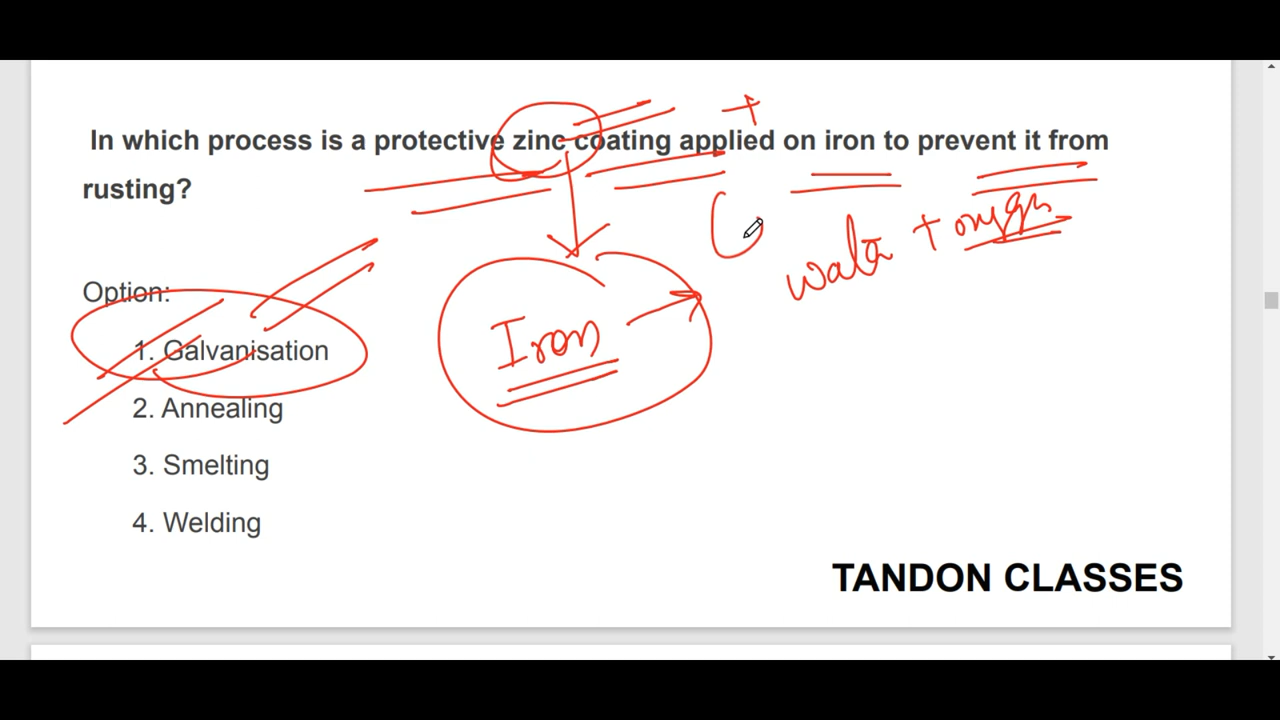 In which process is a protective zinc coating applied on iron to prevent it from
rusting?
+
water + oxygn
Option:
Iron
1. Galvanisation
2. Annealing
3. Smelting
4. Welding
TANDON CLASSES